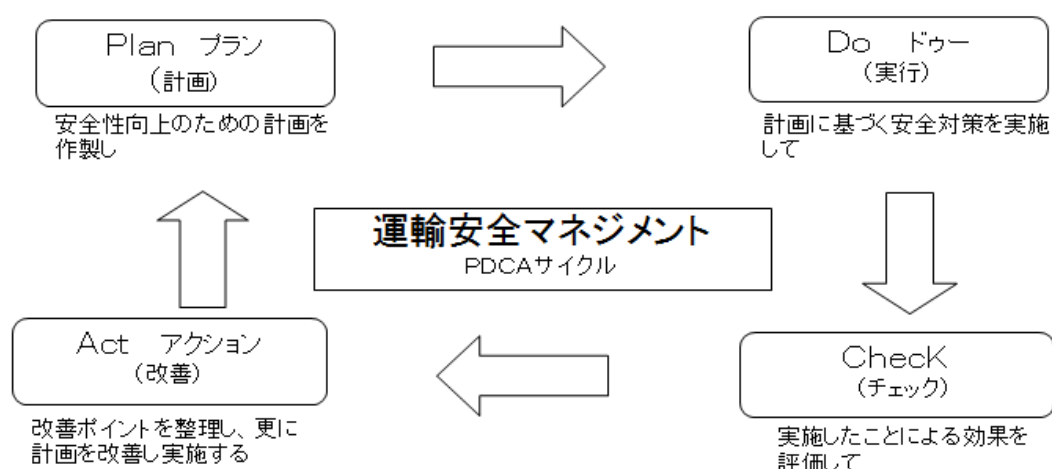 Plan プラン
(計画)
安全性向上のための計画を
作製し
Do ドゥー
(実行)
計画に基づく安全対策を実施
して
運輸安全マネジメント
PDCAサイクル
Act アクション
(改善)
改善ポイントを整理し、更に
計画を改善し実施する
ChecK
(チェック)
実施したことによる効果を
評価して